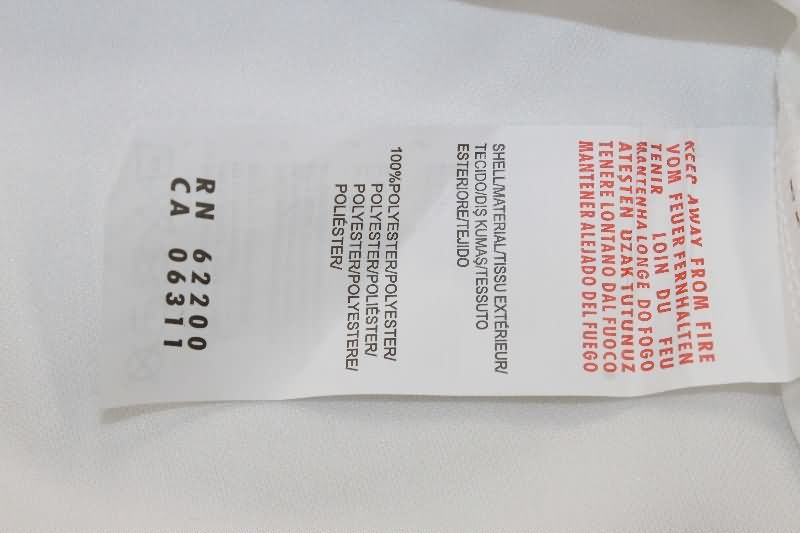 KEEP AWAY FROM FIRE
VOM FEUER FERNHALTEN
TENIR LOIN DU FEU
MANTENHA LONGE DO FOGO
ATEŞTEN UZAK TUTUNUZ
TENERE LONTANO DAL FUOCO
MANTENER ALEJADO DEL FUEGO
SHELL/MATERIAL/TISSU EXTÉRIEUR/
TECIDO/DIŞ KUMAŞ/TESSUTO
ESTERIORE/TEJIDO
100%POLYESTER/POLYESTER/
POLYESTER/POLIÉSTER/
POLYESTER/POLYESTERE/
POLIÉSTER/
RN 62200
CA 06311